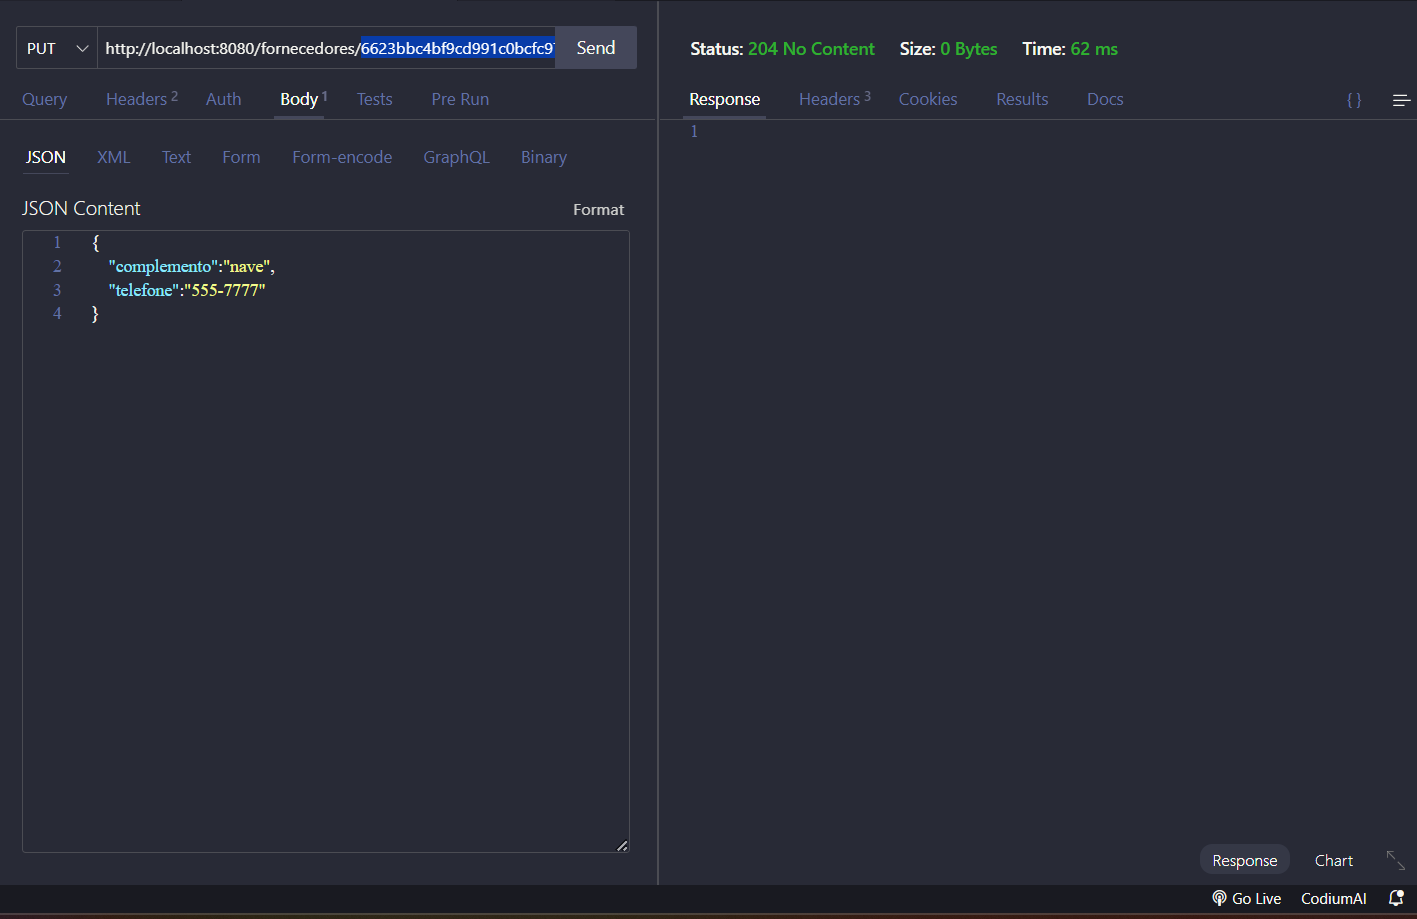 PUT http://localhost:8080/fornecedores/6623bbc4bf9cd991c0bcfc9 Send
Query Headers 2 Auth Body 1 Tests Pre Run
JSON XML Text Form Form-encode GraphQL Binary
JSON Content Format
1 {
2 "complemento":"nave",
3 "telefone":"555-7777"
4 }
Status: 204 No Content Size: 0 Bytes Time: 62 ms
Response Headers 3 Cookies Results Docs { }
1
Response Chart
Go Live CodiumAI